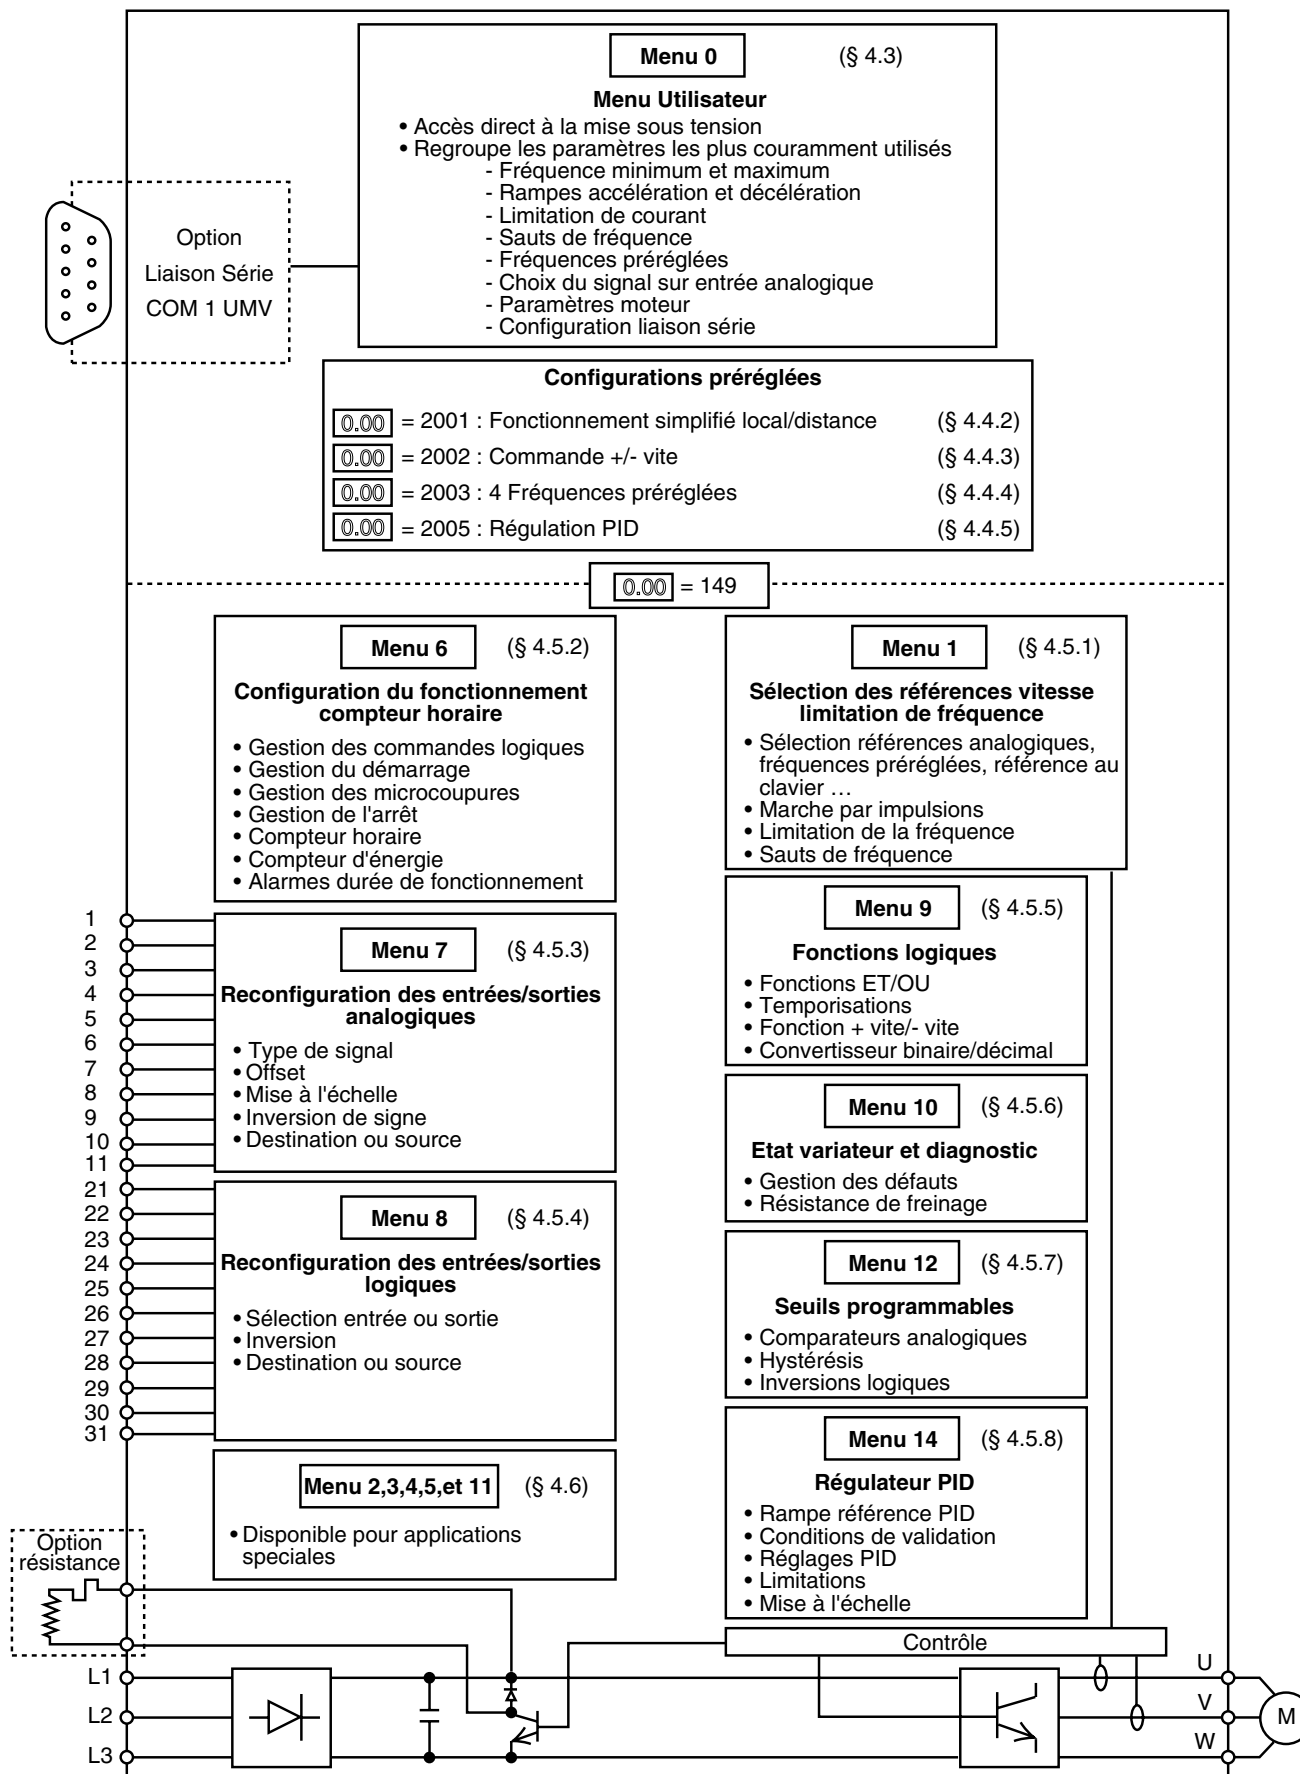 Menu 0 (§ 4.3)
Menu Utilisateur
• Accès direct à la mise sous tension
• Regroupe les paramètres les plus couramment utilisés
- Fréquence minimum et maximum
- Rampes accélération et décélération
- Limitation de courant
- Sauts de fréquence
- Fréquences préréglées
- Choix du signal sur entrée analogique
- Paramètres moteur
- Configuration liaison série
Option
Liaison Série
COM 1 UMV
Configurations préréglées
0.00 = 2001 : Fonctionnement simplifié local/distance (§ 4.4.2)
0.00 = 2002 : Commande +/- vite (§ 4.4.3)
0.00 = 2003 : 4 Fréquences préréglées (§ 4.4.4)
0.00 = 2005 : Régulation PID (§ 4.4.5)
0.00 = 149
Menu 6 (§ 4.5.2)
Configuration du fonctionnement
compteur horaire
• Gestion des commandes logiques
• Gestion du démarrage
• Gestion des microcoupures
• Gestion de l'arrêt
• Compteur horaire
• Compteur d'énergie
• Alarmes durée de fonctionnement
1
2
3
4
5
6
7
8
9
10
11
Menu 7 (§ 4.5.3)
Reconfiguration des entrées/sorties
analogiques
• Type de signal
• Offset
• Mise à l'échelle
• Inversion de signe
• Destination ou source
21
22
23
24
25
26
27
28
29
30
31
Menu 8 (§ 4.5.4)
Reconfiguration des entrées/sorties
logiques
• Sélection entrée ou sortie
• Inversion
• Destination ou source
Menu 2,3,4,5,et 11 (§ 4.6)
• Disponible pour applications
speciales
Menu 1 (§ 4.5.1)
Sélection des références vitesse
limitation de fréquence
• Sélection références analogiques,
fréquences préréglées, référence au
clavier ...
• Marche par impulsions
• Limitation de la fréquence
• Sauts de fréquence
Menu 9 (§ 4.5.5)
Fonctions logiques
• Fonctions ET/OU
• Temporisations
• Fonction + vite/- vite
• Convertisseur binaire/décimal
Menu 10 (§ 4.5.6)
Etat variateur et diagnostic
• Gestion des défauts
• Résistance de freinage
Menu 12 (§ 4.5.7)
Seuils programmables
• Comparateurs analogiques
• Hystérésis
• Inversions logiques
Menu 14 (§ 4.5.8)
Régulateur PID
• Rampe référence PID
• Conditions de validation
• Réglages PID
• Limitations
• Mise à l'échelle
Option
résistance
Contrôle
L1
L2
L3
U
V
W
M